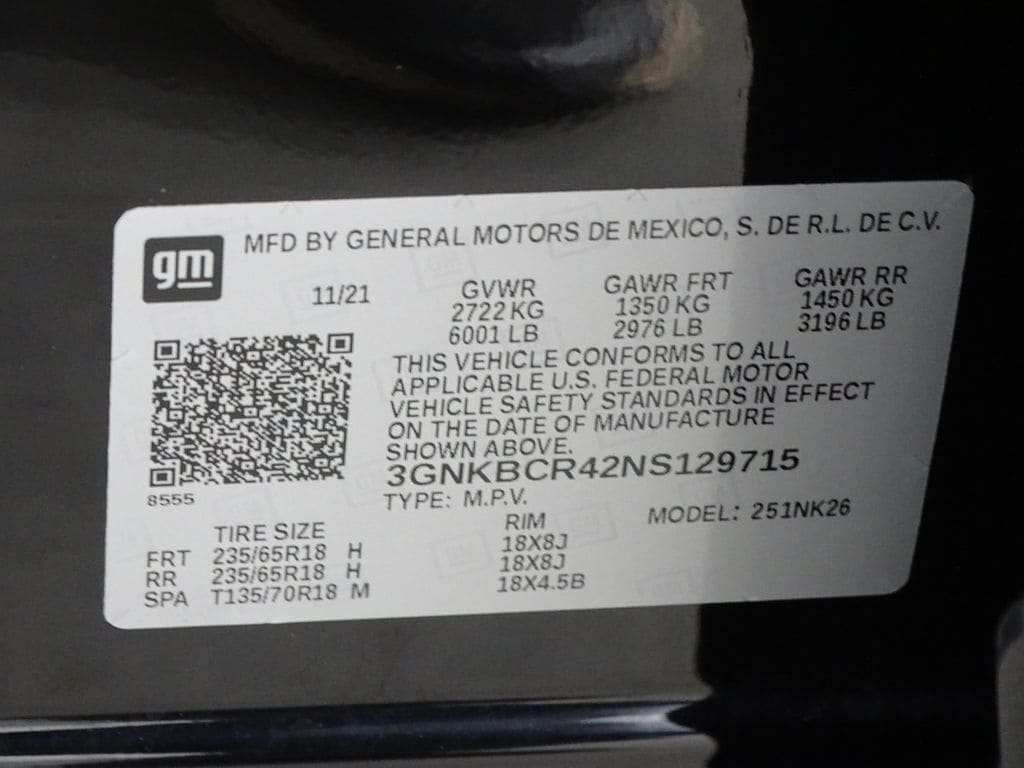 gm
MFD BY GENERAL MOTORS DE MEXICO, S. DE R.L. DE C.V.
11/21
GVWR
2722 KG
6001 LB
GAWR FRT
1350 KG
2976 LB
GAWR RR
1450 KG
3196 LB
THIS VEHICLE CONFORMS TO ALL
APPLICABLE U.S. FEDERAL MOTOR
VEHICLE SAFETY STANDARDS IN EFFECT
ON THE DATE OF MANUFACTURE
SHOWN ABOVE.
3GNKBCR42NS129715
8555
TYPE: M.P.V.
MODEL: 251NK26
TIRE SIZE RIM
FRT 235/65R18 H 18X8J
RR 235/65R18 H 18X8J
SPA T135/70R18 M 18X4.5B